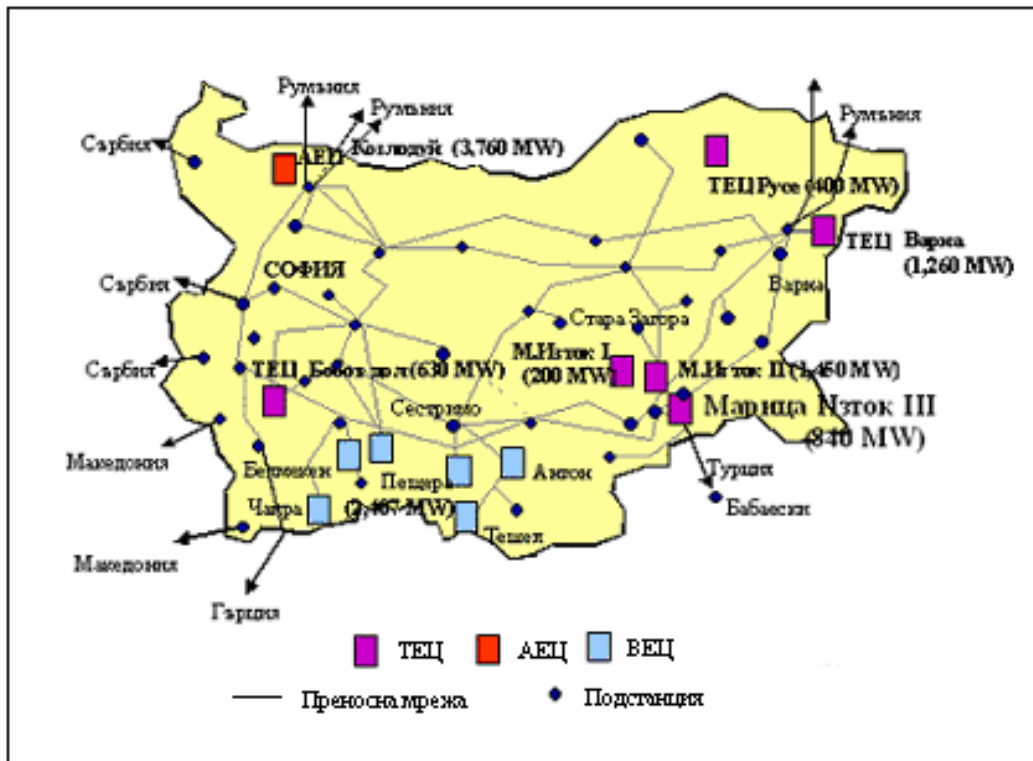 Румъния
Румъния
Румъния
Сърбия
АЕЦ Козлодуй (3,760 MW)
ТЕЦ Русе (400 MW)
ТЕЦ Варна
(1,260 MW)
СОФИЯ
Варна
Сърбия
Стара Загора
Сърбия
ТЕЦ Бобов дол (630 MW)
М.Изток I
(200 MW)
М.Изток II (1,450 MW)
Марица Изток III
(840 MW)
Сестримо
Македония
Белмекен
Пещера
Антон
Турция
Бабаески
Чаира
(2,407 MW)
Тешел
Македония
Гърция
ТЕЦ
АЕЦ
ВЕЦ
Преносна мрежа
Подстанция